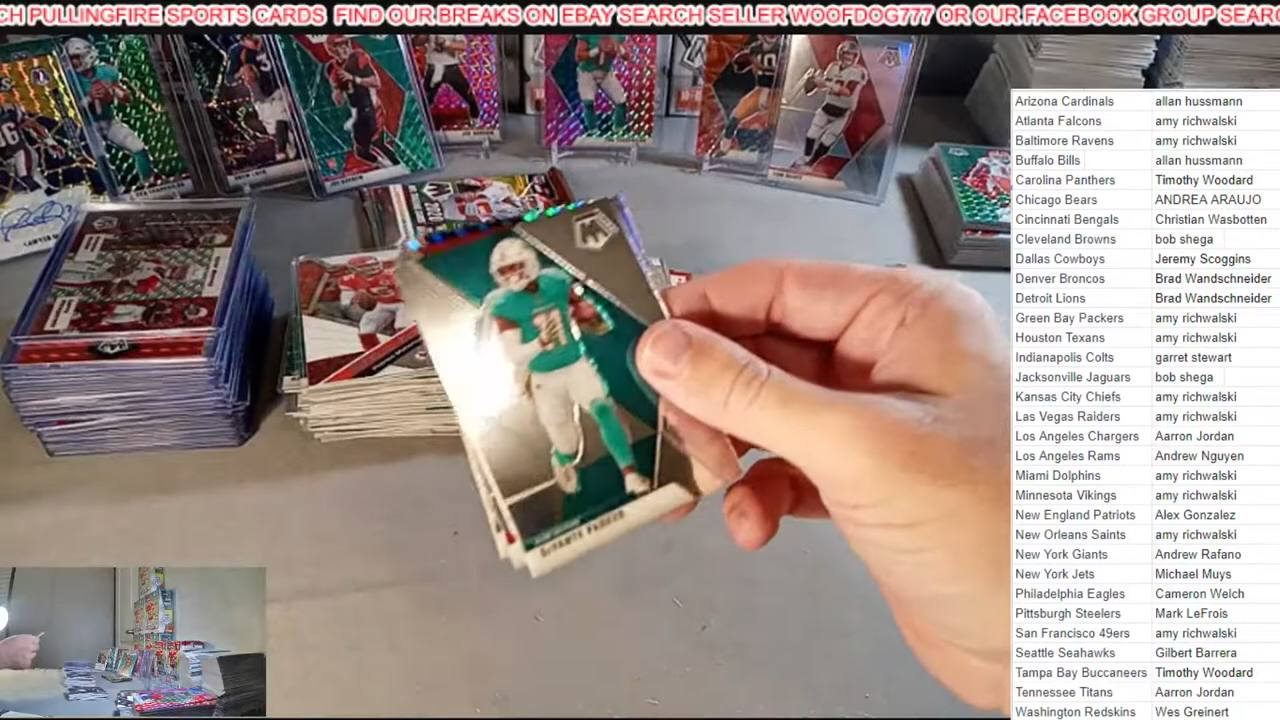 CH PULLINGFIRE SPORTS CARDS FIND OUR BREAKS ON EBAY SEARCH SELLER WOOFDOG777 OR OUR FACEBOOK GROUP SEARC
Arizona Cardinals allan hussmann
Atlanta Falcons amy richwalski
Baltimore Ravens amy richwalski
Buffalo Bills allan hussmann
Carolina Panthers Timothy Woodard
Chicago Bears ANDREA ARAUJO
Cincinnati Bengals Christian Wasbotten
Cleveland Browns bob shega
Dallas Cowboys Jeremy Scoggins
Denver Broncos Brad Wandschneider
Detroit Lions Brad Wandschneider
Green Bay Packers amy richwalski
Houston Texans amy richwalski
Indianapolis Colts garret stewart
Jacksonville Jaguars bob shega
Kansas City Chiefs amy richwalski
Las Vegas Raiders amy richwalski
Los Angeles Chargers Aarron Jordan
Los Angeles Rams Andrew Nguyen
Miami Dolphins amy richwalski
Minnesota Vikings amy richwalski
New England Patriots Alex Gonzalez
New Orleans Saints amy richwalski
New York Giants Andrew Rafano
New York Jets Michael Muys
Philadelphia Eagles Cameron Welch
Pittsburgh Steelers Mark LeFrois
San Francisco 49ers amy richwalski
Seattle Seahawks Gilbert Barrera
Tampa Bay Buccaneers Timothy Woodard
Tennessee Titans Aarron Jordan
Washington Redskins Wes Greinert
11
DEVANTE PARKER